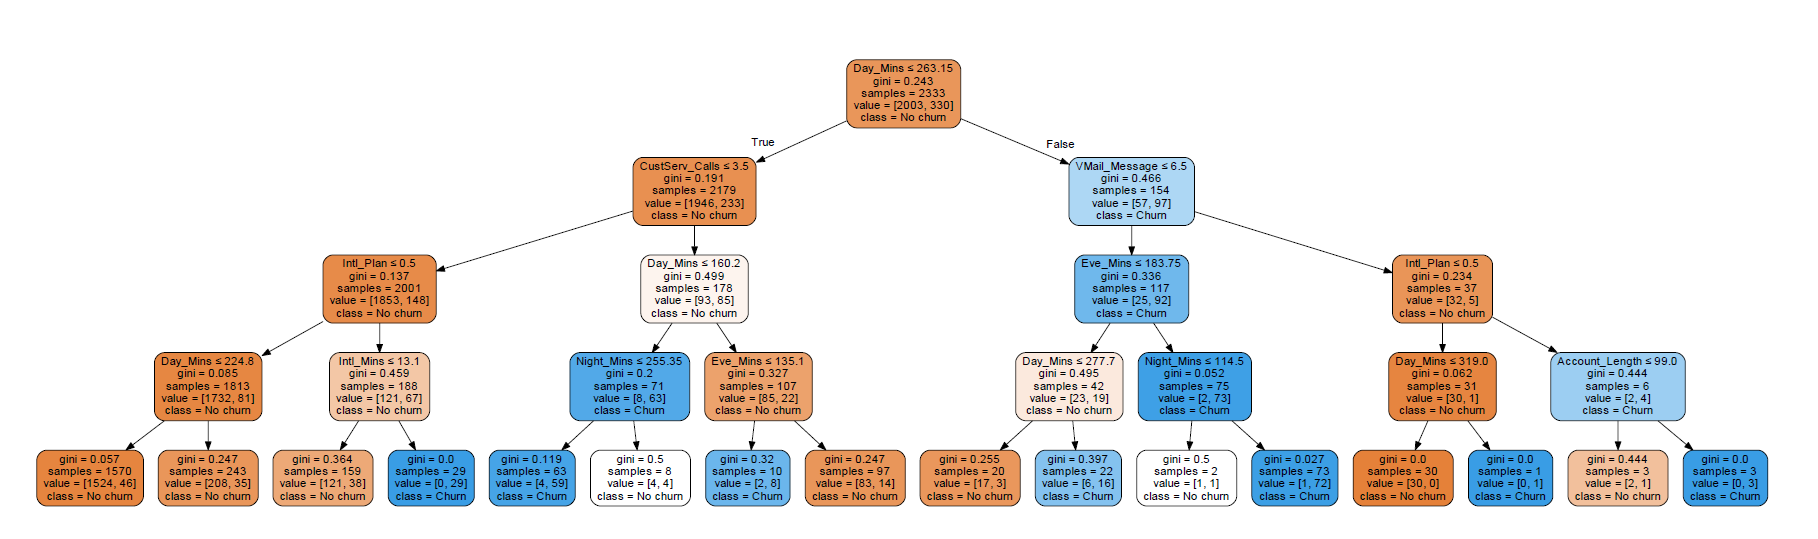 Day_Mins ≤ 263.15
gini = 0.243
samples = 2333
value = [2003, 330]
class = No churn
True
False
CustServ_Calls ≤ 3.5
gini = 0.191
samples = 2179
value = [1946, 233]
class = No churn
VMail_Message ≤ 6.5
gini = 0.466
samples = 154
value = [57, 97]
class = Churn
Intl_Plan ≤ 0.5
gini = 0.137
samples = 2001
value = [1853, 148]
class = No churn
Day_Mins ≤ 160.2
gini = 0.499
samples = 178
value = [93, 85]
class = No churn
Eve_Mins ≤ 183.75
gini = 0.336
samples = 117
value = [25, 92]
class = Churn
Intl_Plan ≤ 0.5
gini = 0.234
samples = 37
value = [32, 5]
class = No churn
Day_Mins ≤ 224.8
gini = 0.085
samples = 1813
value = [1732, 81]
class = No churn
Intl_Mins ≤ 13.1
gini = 0.459
samples = 188
value = [121, 67]
class = No churn
Night_Mins ≤ 255.35
gini = 0.2
samples = 71
value = [8, 63]
class = Churn
Eve_Mins ≤ 135.1
gini = 0.327
samples = 107
value = [85, 22]
class = No churn
Day_Mins ≤ 277.7
gini = 0.495
samples = 42
value = [23, 19]
class = No churn
Night_Mins ≤ 114.5
gini = 0.052
samples = 75
value = [2, 73]
class = Churn
Day_Mins ≤ 319.0
gini = 0.062
samples = 31
value = [30, 1]
class = No churn
Account_Length ≤ 99.0
gini = 0.444
samples = 6
value = [2, 4]
class = Churn
gini = 0.057
samples = 1570
value = [1524, 46]
class = No churn
gini = 0.247
samples = 243
value = [208, 35]
class = No churn
gini = 0.364
samples = 159
value = [121, 38]
class = No churn
gini = 0.0
samples = 29
value = [0, 29]
class = Churn
gini = 0.119
samples = 63
value = [4, 59]
class = Churn
gini = 0.5
samples = 8
value = [4, 4]
class = No churn
gini = 0.32
samples = 10
value = [2, 8]
class = Churn
gini = 0.247
samples = 97
value = [83, 14]
class = No churn
gini = 0.255
samples = 20
value = [17, 3]
class = No churn
gini = 0.397
samples = 22
value = [6, 16]
class = Churn
gini = 0.5
samples = 2
value = [1, 1]
class = No churn
gini = 0.027
samples = 73
value = [1, 72]
class = Churn
gini = 0.0
samples = 30
value = [30, 0]
class = No churn
gini = 0.0
samples = 1
value = [0, 1]
class = Churn
gini = 0.444
samples = 3
value = [2, 1]
class = No churn
gini = 0.0
samples = 3
value = [0, 3]
class = Churn